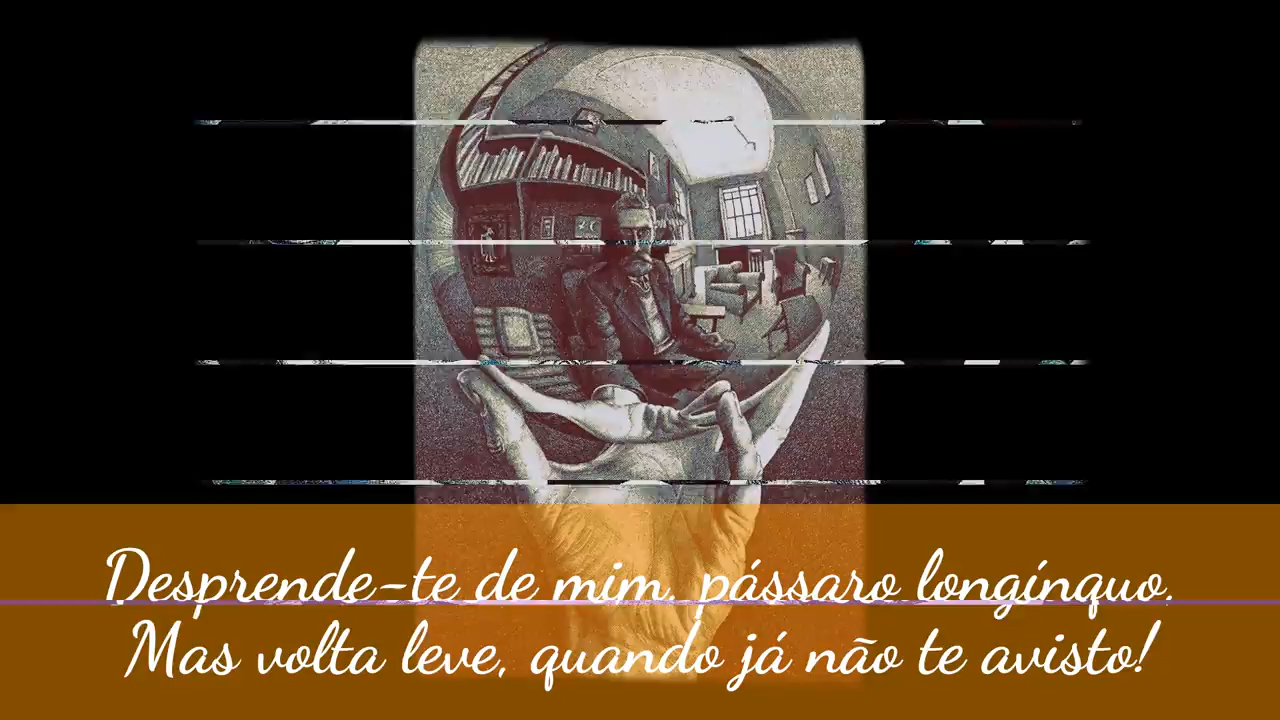 Desprende-te de mim, pássaro longínquo.
Mas volta leve, quando já não te avisto!